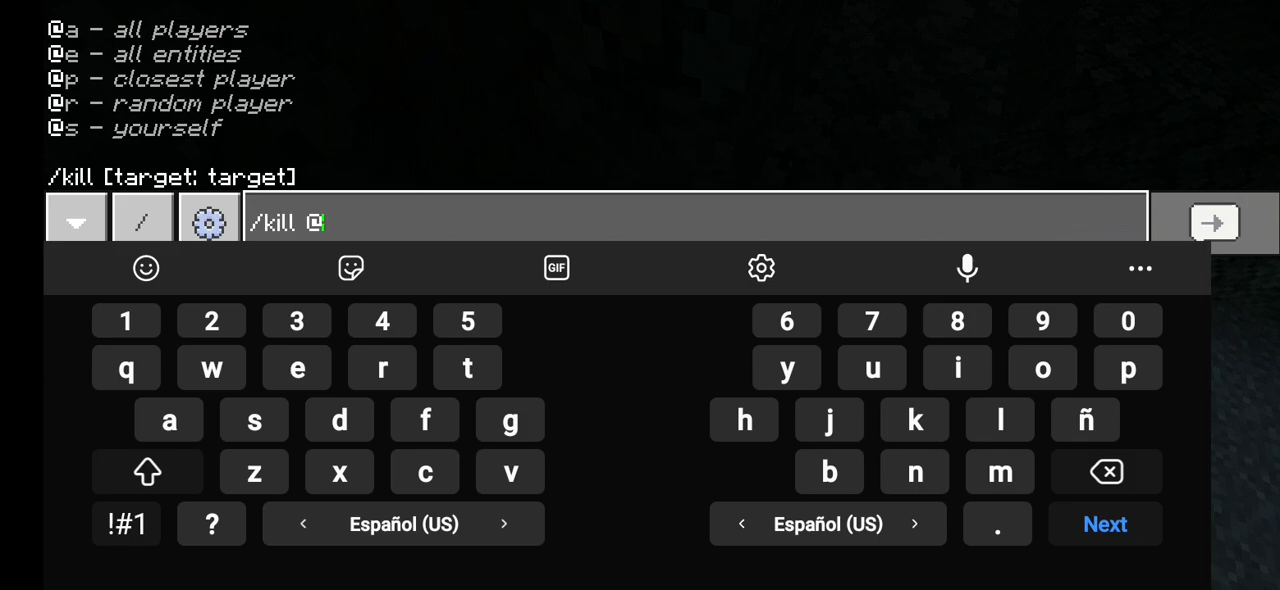 @a – all players
@e – all entities
@p – closest player
@r – random player
@s – yourself
/kill [target: target]
/ /kill @
GIF
1 2 3 4 5 6 7 8 9 0
q w e r t y u i o p
a s d f g h j k l ñ
z x c v b n m
!#1 ? < Español (US) > < Español (US) > . Next